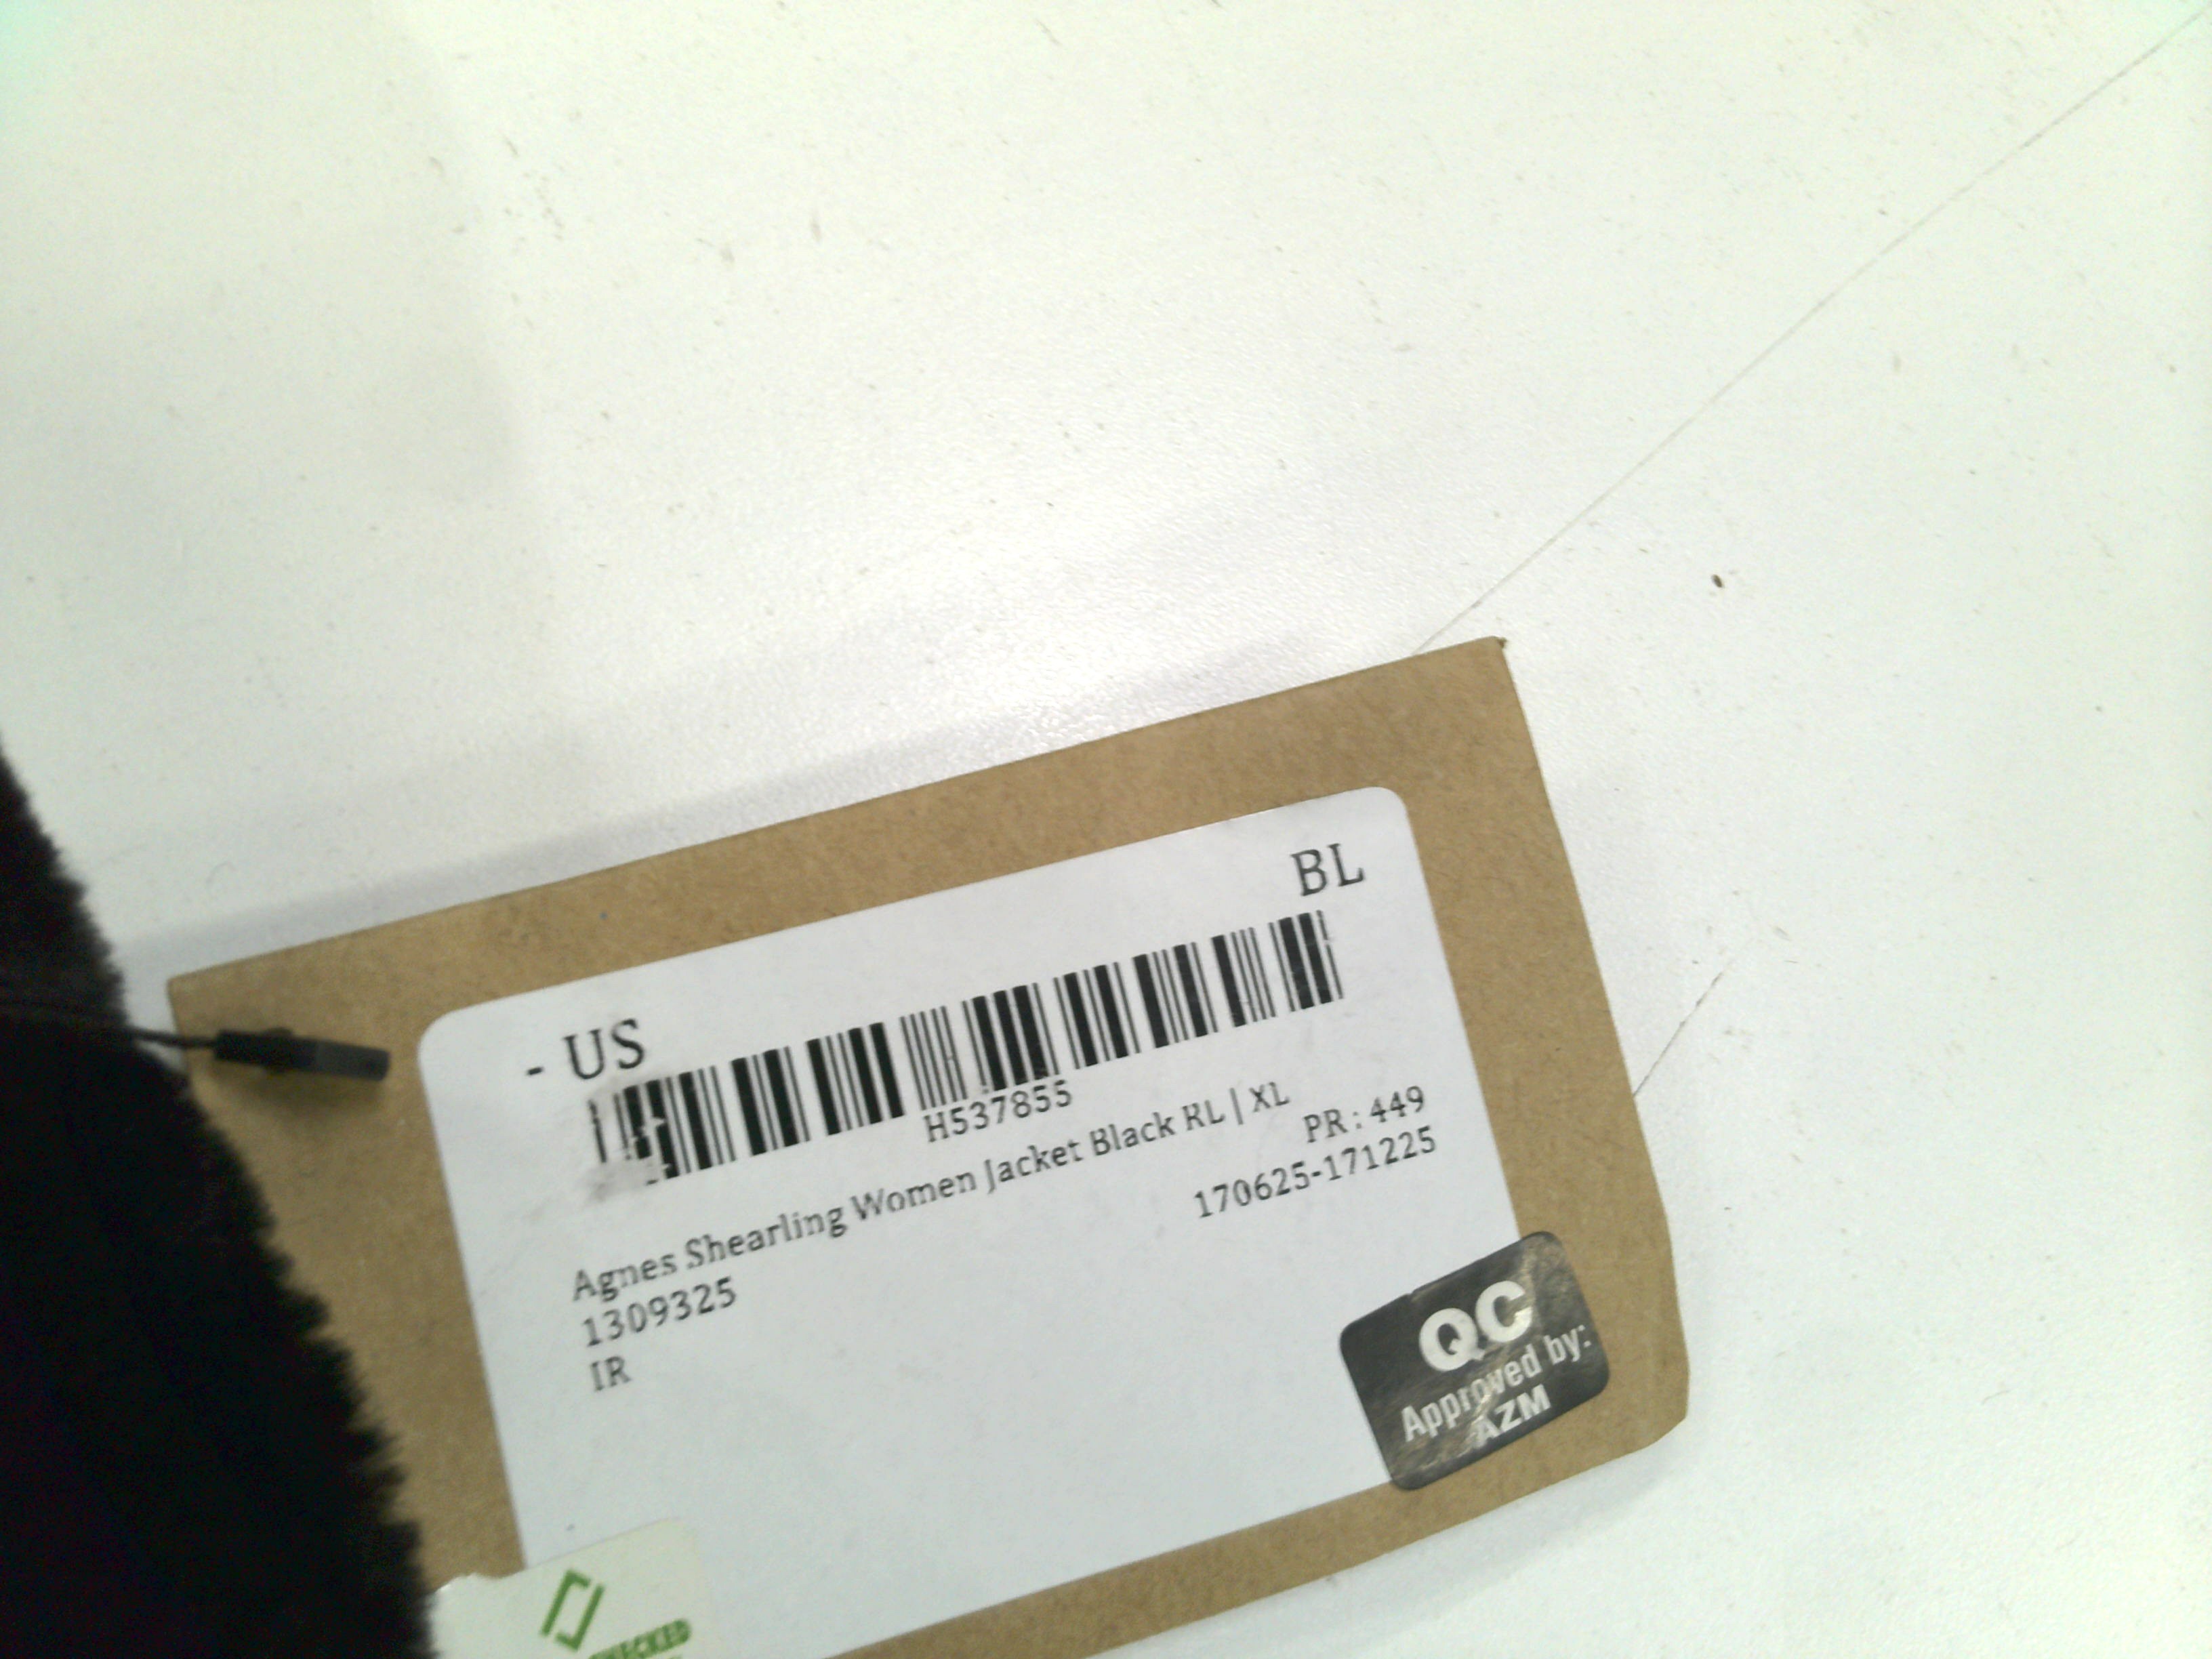 BL
- US
H537855
Agnes Shearling Women Jacket Black RL | XL
PR : 449
170625-171225
1309325
IR
QC
Approved by:
AZM